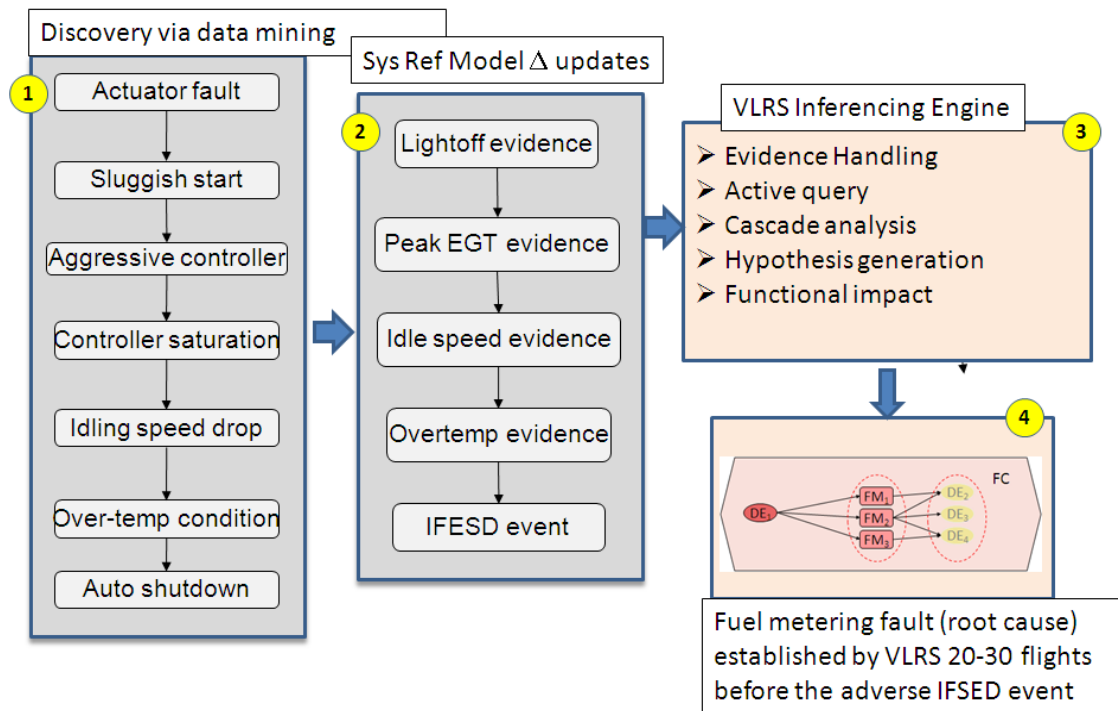 Discovery via data mining
1
Actuator fault
Sluggish start
Aggressive controller
Controller saturation
Idling speed drop
Over-temp condition
Auto shutdown
Sys Ref Model Δ updates
2
Lightoff evidence
Peak EGT evidence
Idle speed evidence
Overtemp evidence
IFESD event
VLRS Inferencing Engine
3
➢ Evidence Handling
➢ Active query
➢ Cascade analysis
➢ Hypothesis generation
➢ Functional impact
4
FC
DE₁
FM₁
FM₂
FM₃
DE₂
DE₃
DE₄
Fuel metering fault (root cause)
established by VLRS 20-30 flights
before the adverse IFSED event